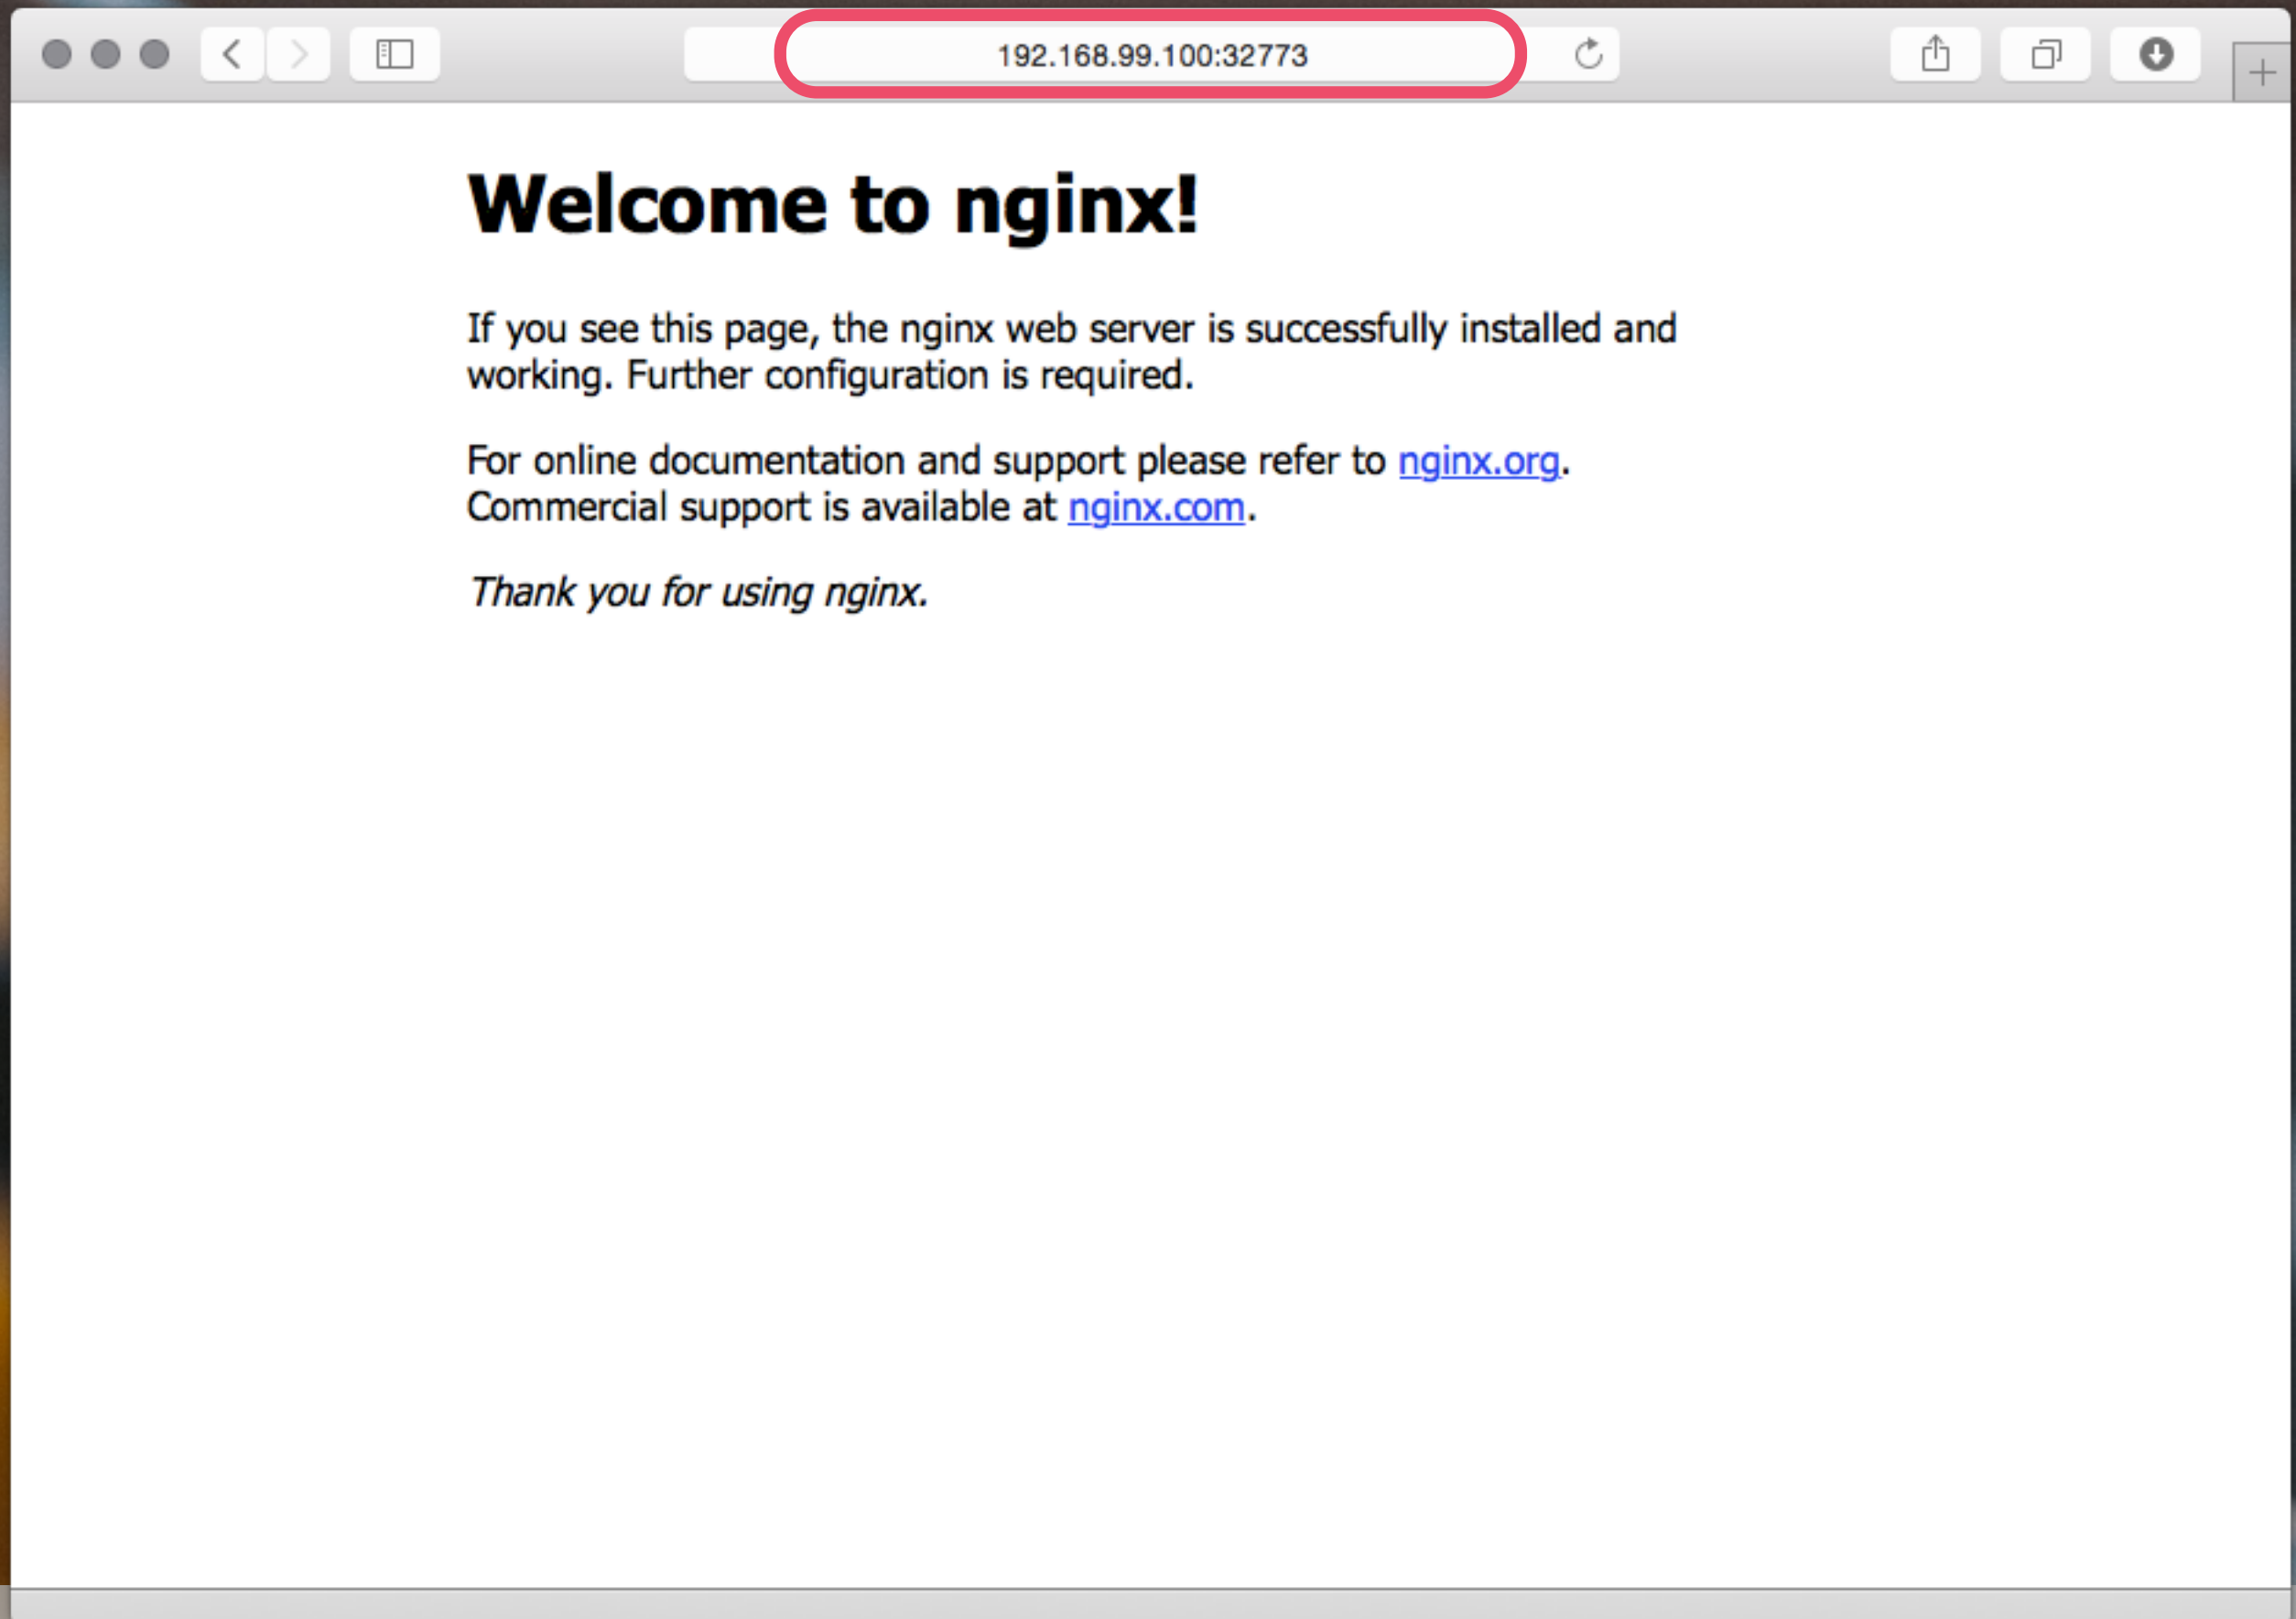 192.168.99.100:32773
Welcome to nginx!
If you see this page, the nginx web server is successfully installed and
working. Further configuration is required.
For online documentation and support please refer to nginx.org.
Commercial support is available at nginx.com.
Thank you for using nginx.